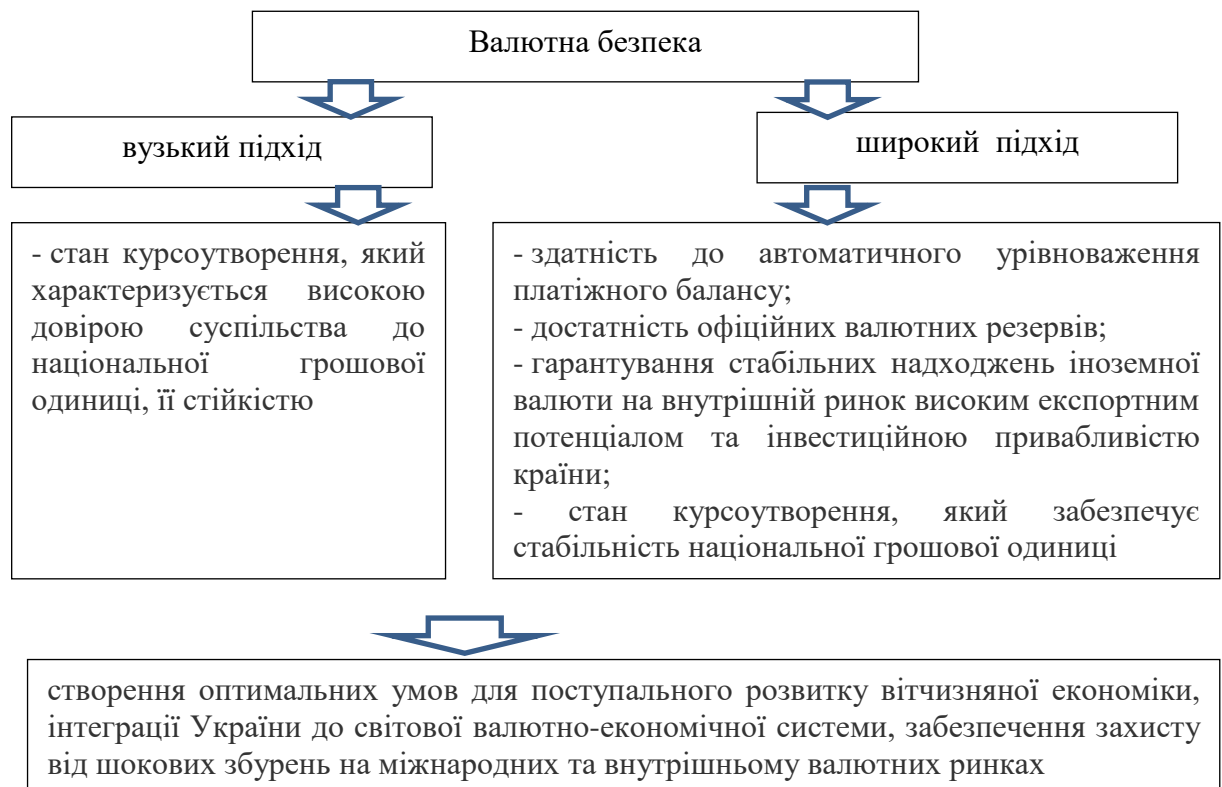 Валютна безпека
вузький підхід
широкий підхід
- стан курсоутворення, який
характеризується високою
довірою суспільства до
національної грошової
одиниці, її стійкістю
- здатність до автоматичного урівноваження
платіжного балансу;
- достатність офіційних валютних резервів;
- гарантування стабільних надходжень іноземної
валюти на внутрішній ринок високим експортним
потенціалом та інвестиційною привабливістю
країни;
- стан курсоутворення, який забезпечує
стабільність національної грошової одиниці
створення оптимальних умов для поступального розвитку вітчизняної економіки,
інтеграції України до світової валютно-економічної системи, забезпечення захисту
від шокових збурень на міжнародних та внутрішньому валютних ринках